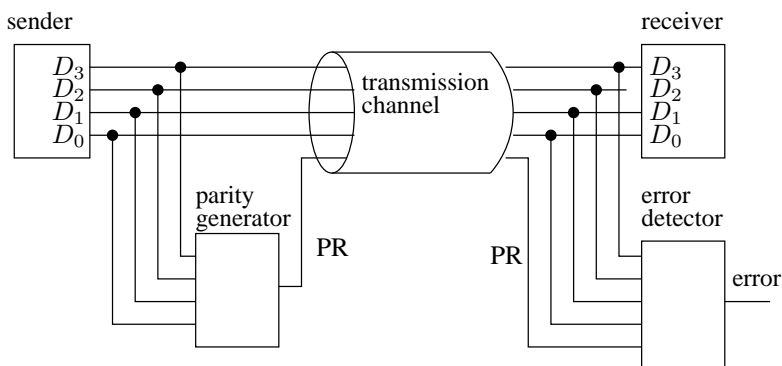 sender
D3
D2
D1
D0
transmission
channel
receiver
D3
D2
D1
D0
parity
generator
PR
PR
error
detector
error